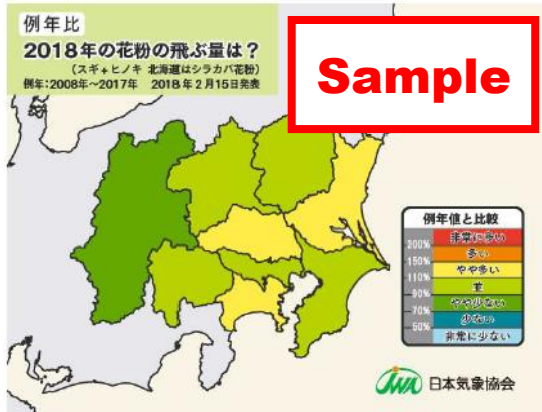 例年比
2018年の花粉の飛ぶ量は？
（スギ+ヒノキ 北海道はシラカバ花粉）
例年：2008年～2017年 2018年2月15日発表
Sample
例年値と比較
非常に多い
200%
多い
150%
やや多い
110%
並
90%
やや少ない
70%
少ない
50%
非常に少ない
JWA 日本気象協会